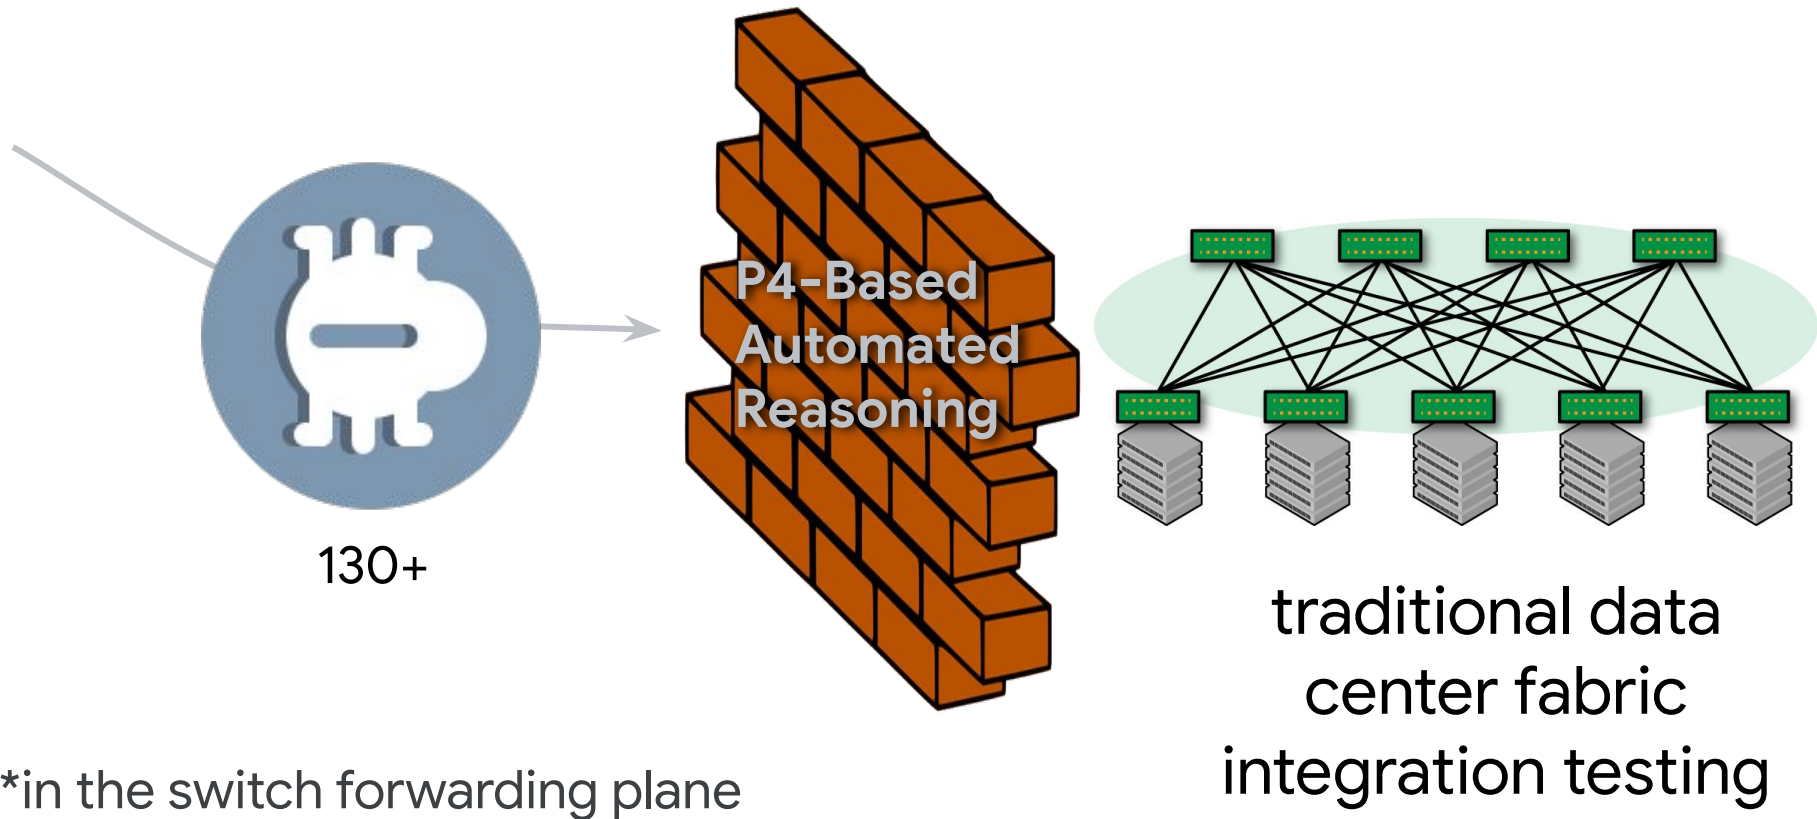 P4-Based
Automated
Reasoning
130+
traditional data
center fabric
integration testing
*in the switch forwarding plane